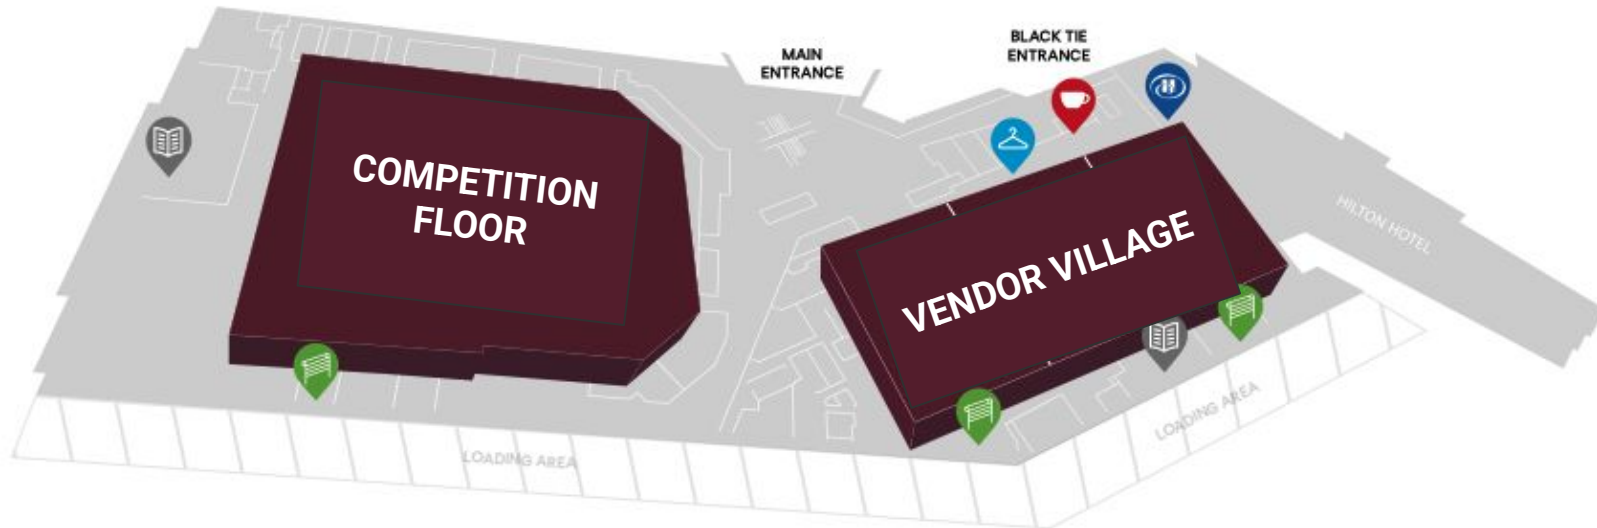 MAIN
ENTRANCE
BLACK TIE
ENTRANCE
COMPETITION
FLOOR
VENDOR VILLAGE
HILTON HOTEL
LOADING AREA
LOADING AREA